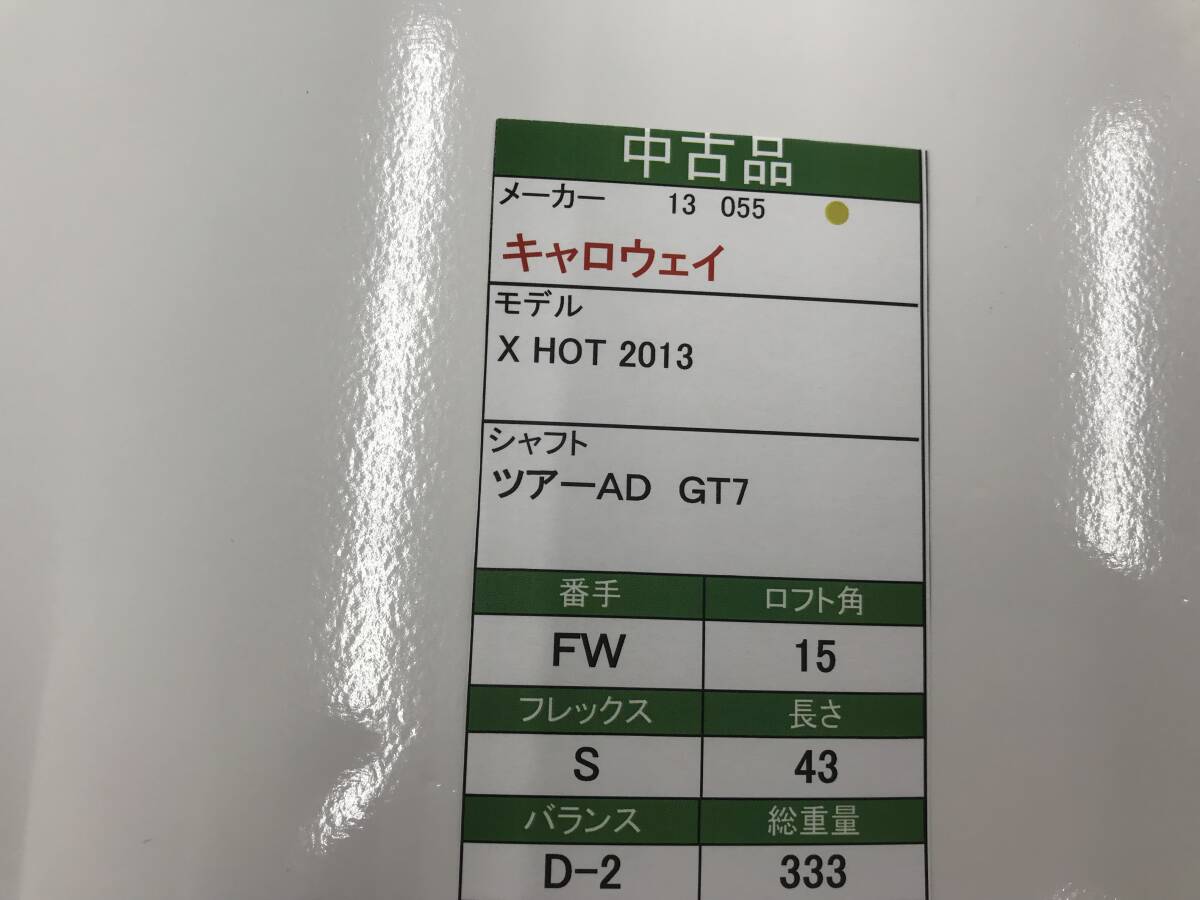 中古品
メーカー 13 055
キャロウェイ
モデル
X HOT 2013
シャフト
ツアーAD GT7
番手 ロフト角
FW 15
フレックス 長さ
S 43
バランス 総重量
D-2 333